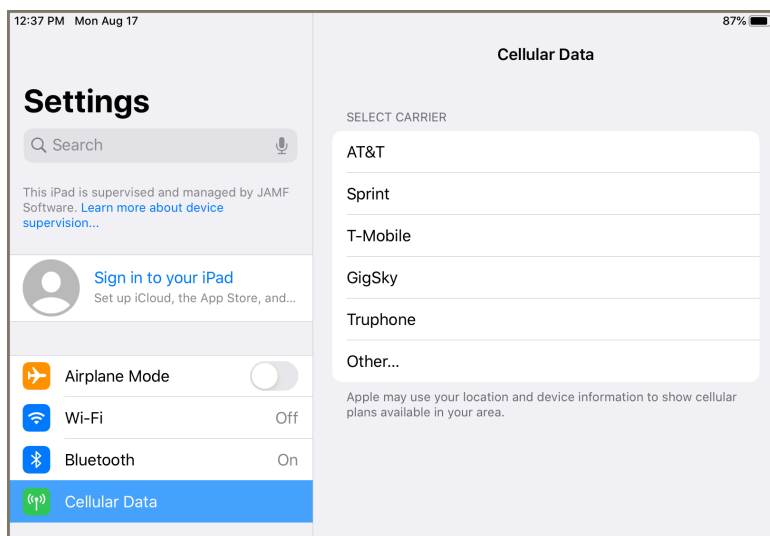 12:37 PM Mon Aug 17
87%
Settings
Search
This iPad is supervised and managed by JAMF
Software. Learn more about device
supervision...
Sign in to your iPad
Set up iCloud, the App Store, and...
Airplane Mode
Wi-Fi Off
Bluetooth On
Cellular Data
Cellular Data
SELECT CARRIER
AT&T
Sprint
T-Mobile
GigSky
Truphone
Other...
Apple may use your location and device information to show cellular
plans available in your area.